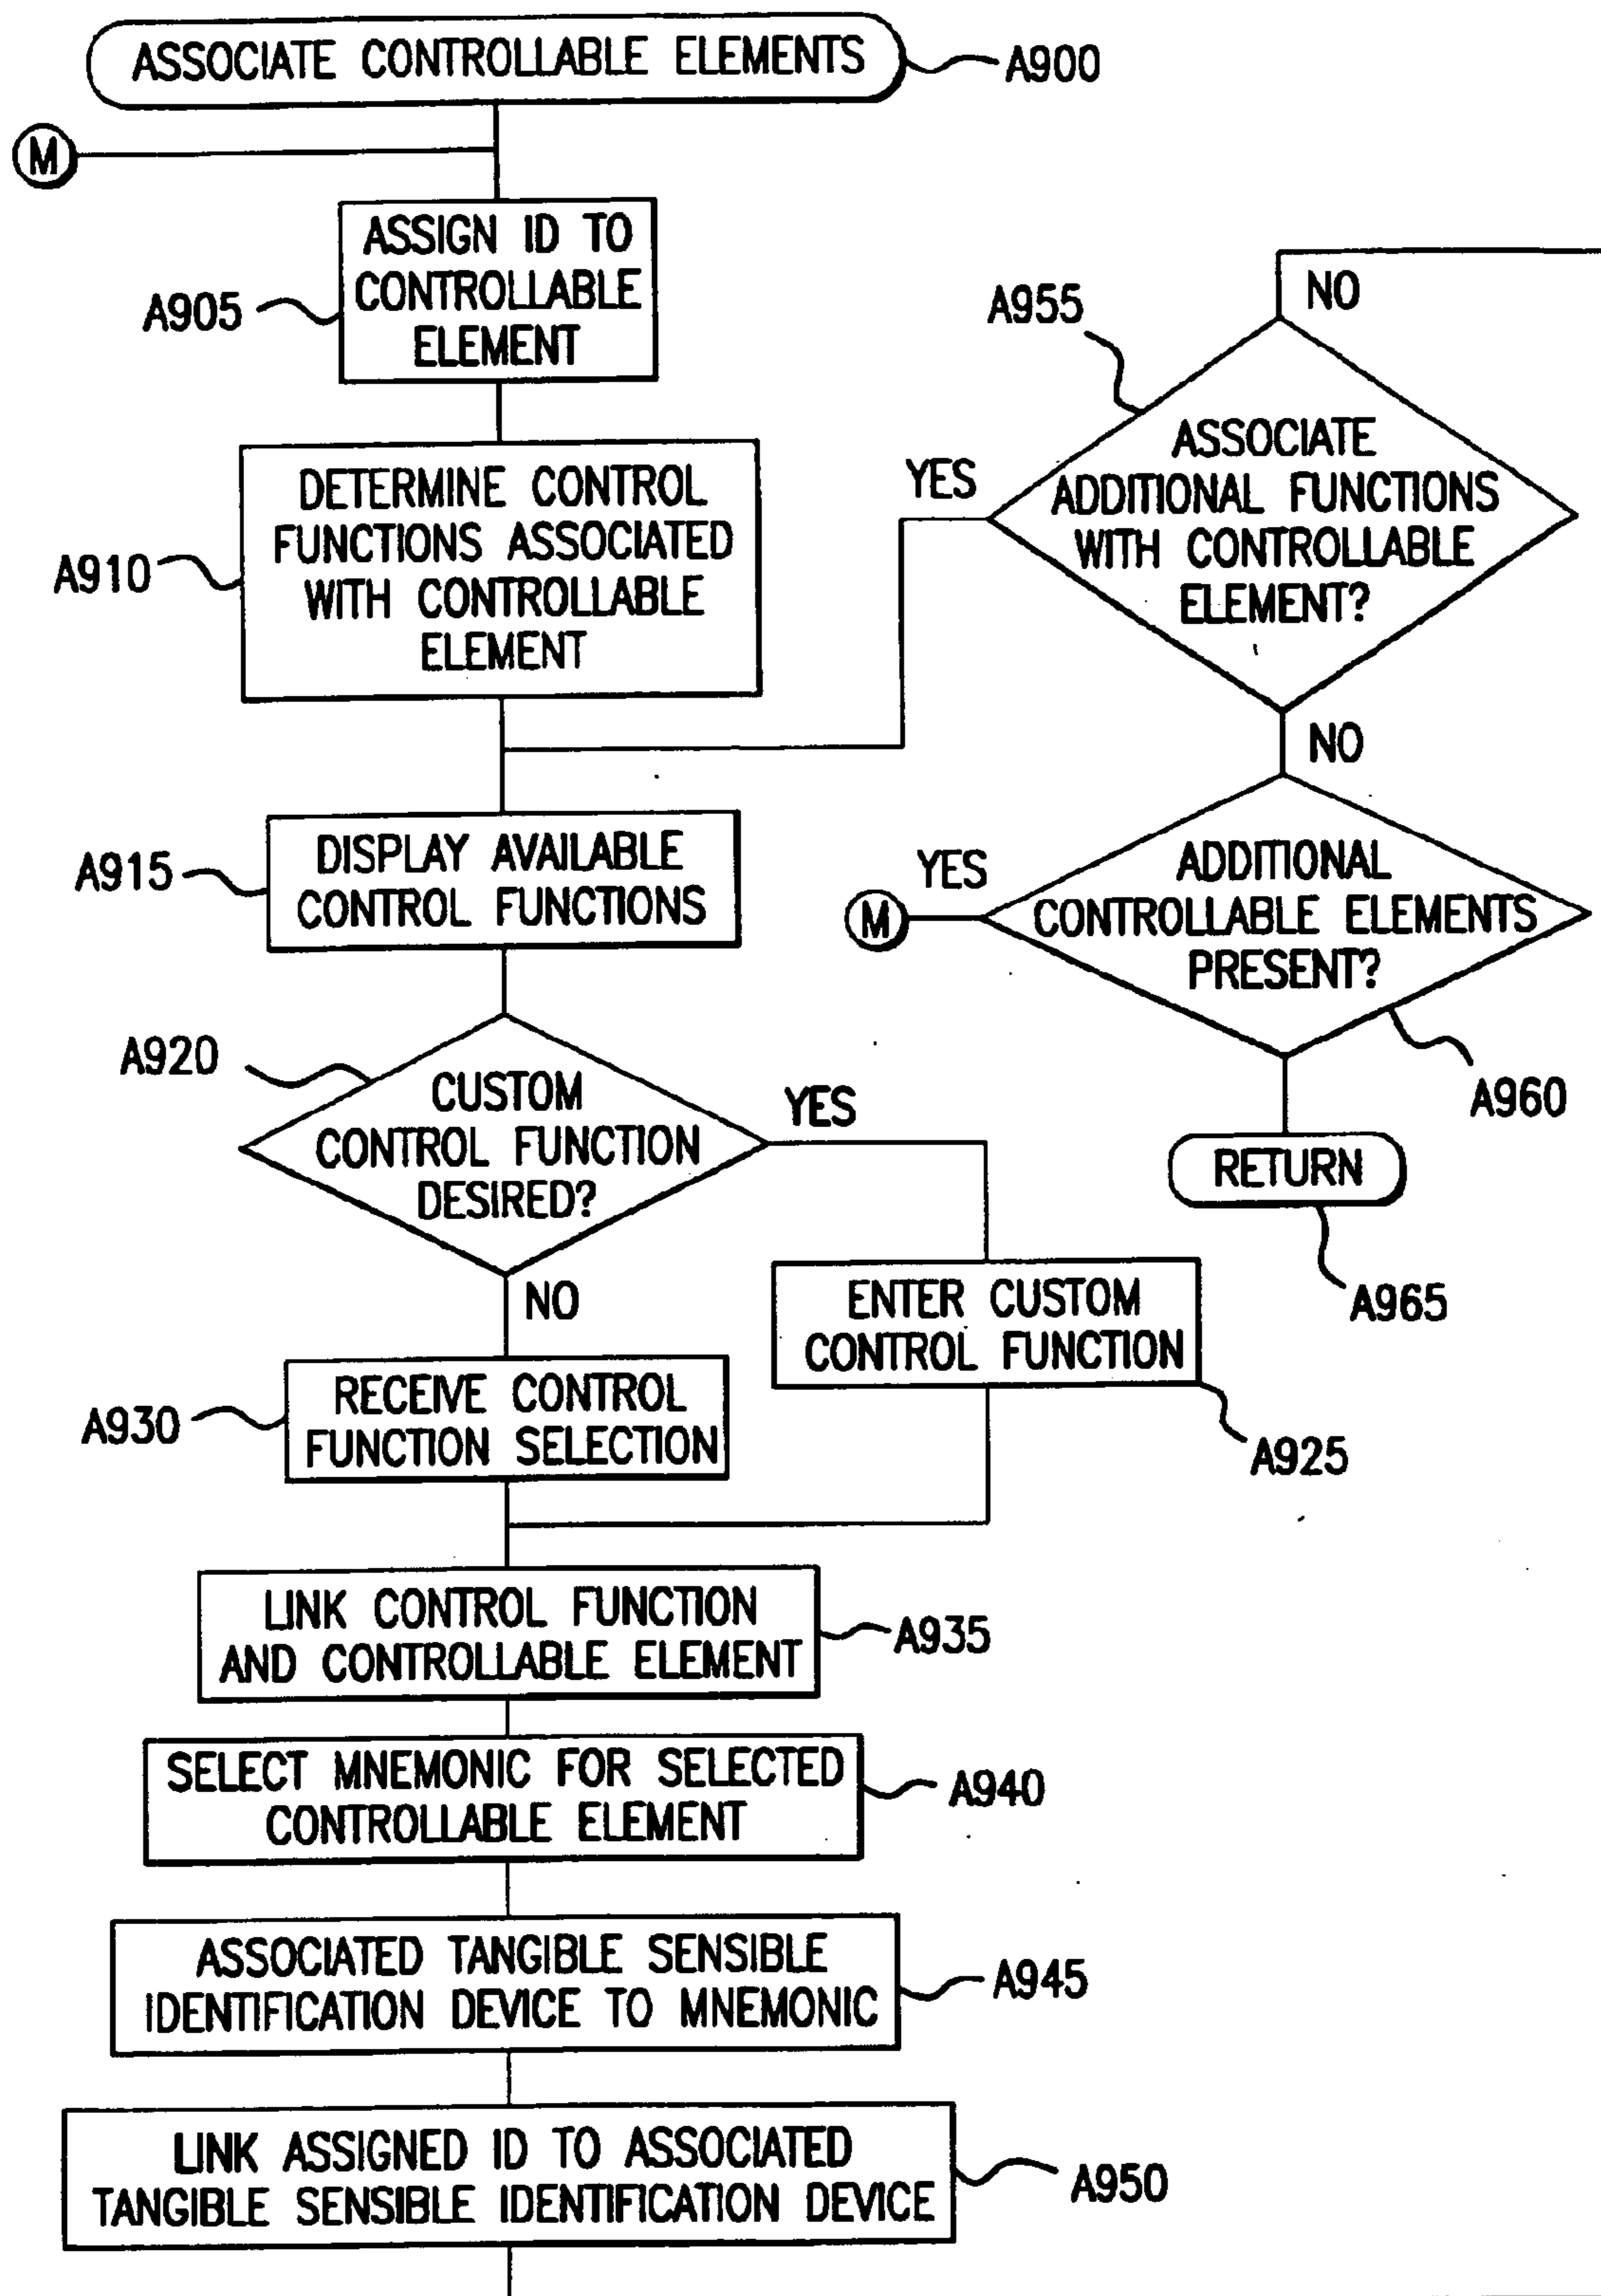 ASSOCIATE CONTROLLABLE ELEMENTS
A900
M
ASSIGN ID TO
CONTROLLABLE
ELEMENT
A905
DETERMINE CONTROL
FUNCTIONS ASSOCIATED
WITH CONTROLLABLE
ELEMENT
A910
DISPLAY AVAILABLE
CONTROL FUNCTIONS
A915
CUSTOM
CONTROL FUNCTION
DESIRED?
A920
YES
NO
ENTER CUSTOM
CONTROL FUNCTION
A925
RECEIVE CONTROL
FUNCTION SELECTION
A930
LINK CONTROL FUNCTION
AND CONTROLLABLE ELEMENT
A935
SELECT MNEMONIC FOR SELECTED
CONTROLLABLE ELEMENT
A940
ASSOCIATED TANGIBLE SENSIBLE
IDENTIFICATION DEVICE TO MNEMONIC
A945
LINK ASSIGNED ID TO ASSOCIATED
TANGIBLE SENSIBLE IDENTIFICATION DEVICE
A950
NO
A955
ASSOCIATE
ADDITIONAL FUNCTIONS
WITH CONTROLLABLE
ELEMENT?
YES
NO
ADDITIONAL
CONTROLLABLE ELEMENTS
PRESENT?
YES
M
A960
RETURN
A965